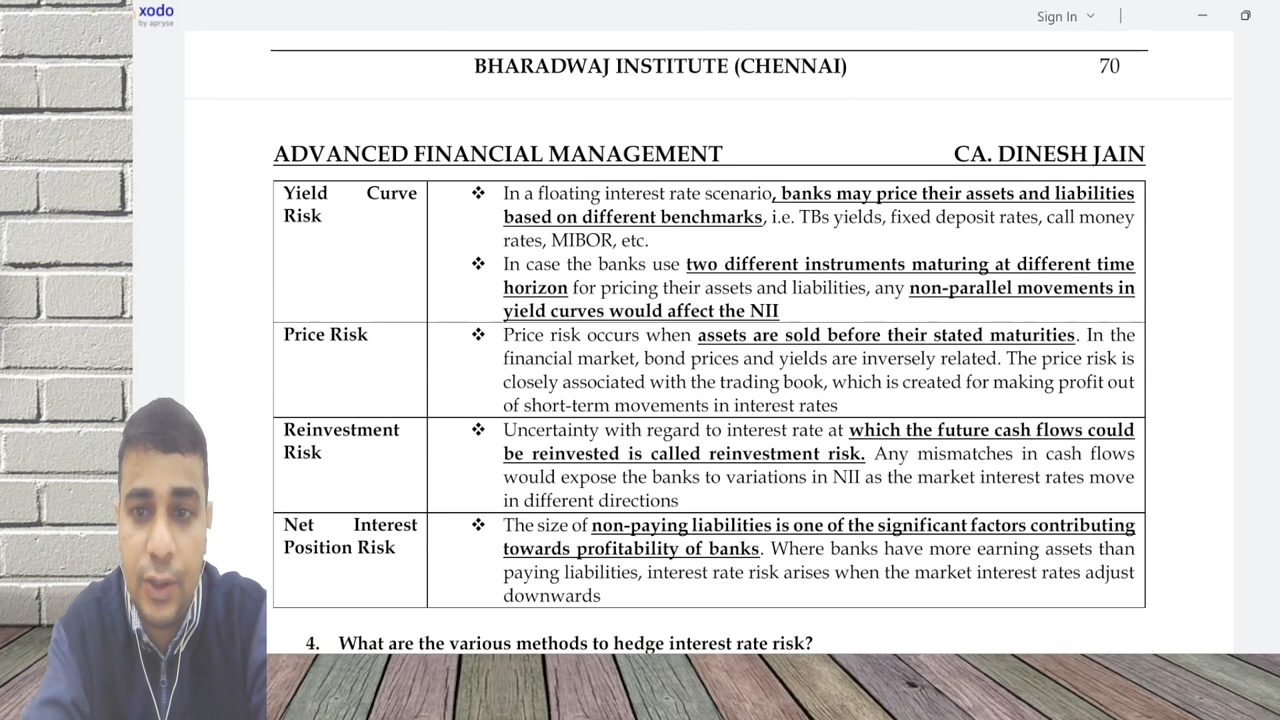 xodo
by apryse
Sign In
BHARADWAJ INSTITUTE (CHENNAI) 70
ADVANCED FINANCIAL MANAGEMENT CA. DINESH JAIN
Yield Curve
Risk
❖ In a floating interest rate scenario, banks may price their assets and liabilities
based on different benchmarks, i.e. TBs yields, fixed deposit rates, call money
rates, MIBOR, etc.
❖ In case the banks use two different instruments maturing at different time
horizon for pricing their assets and liabilities, any non-parallel movements in
yield curves would affect the NII
Price Risk
❖ Price risk occurs when assets are sold before their stated maturities. In the
financial market, bond prices and yields are inversely related. The price risk is
closely associated with the trading book, which is created for making profit out
of short-term movements in interest rates
Reinvestment
Risk
❖ Uncertainty with regard to interest rate at which the future cash flows could
be reinvested is called reinvestment risk. Any mismatches in cash flows
would expose the banks to variations in NII as the market interest rates move
in different directions
Net Interest
Position Risk
❖ The size of non-paying liabilities is one of the significant factors contributing
towards profitability of banks. Where banks have more earning assets than
paying liabilities, interest rate risk arises when the market interest rates adjust
downwards
4. What are the various methods to hedge interest rate risk?